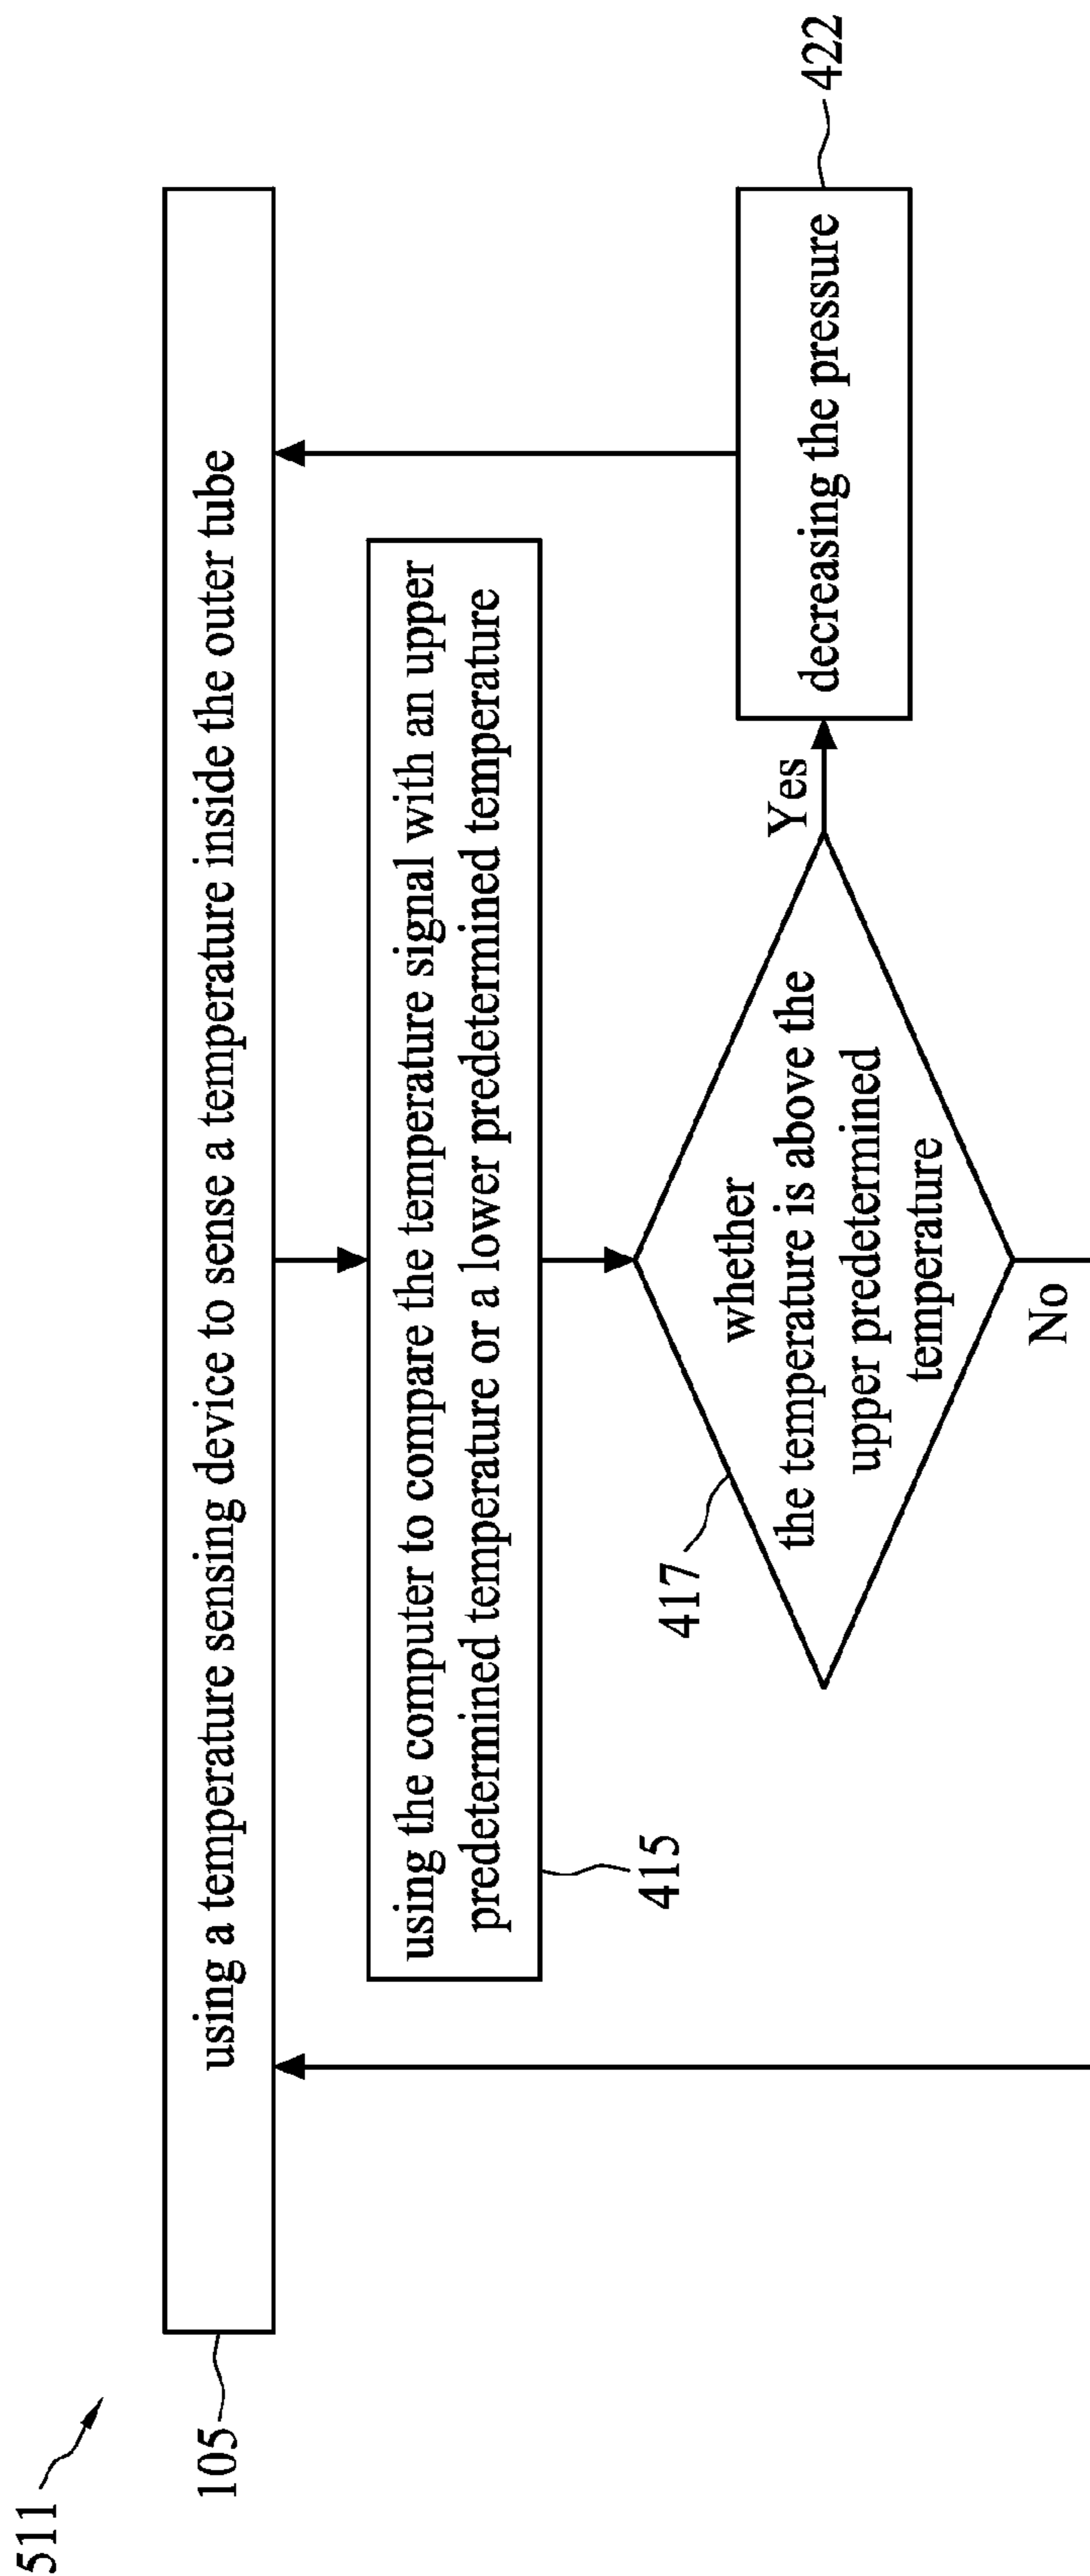 511
105
using a temperature sensing device to sense a temperature inside the outer tube
using the computer to compare the temperature signal with an upper
predetermined temperature or a lower predetermined temperature
415
417
whether
the temperature is above the
upper predetermined
temperature
Yes
No
decreasing the pressure
422